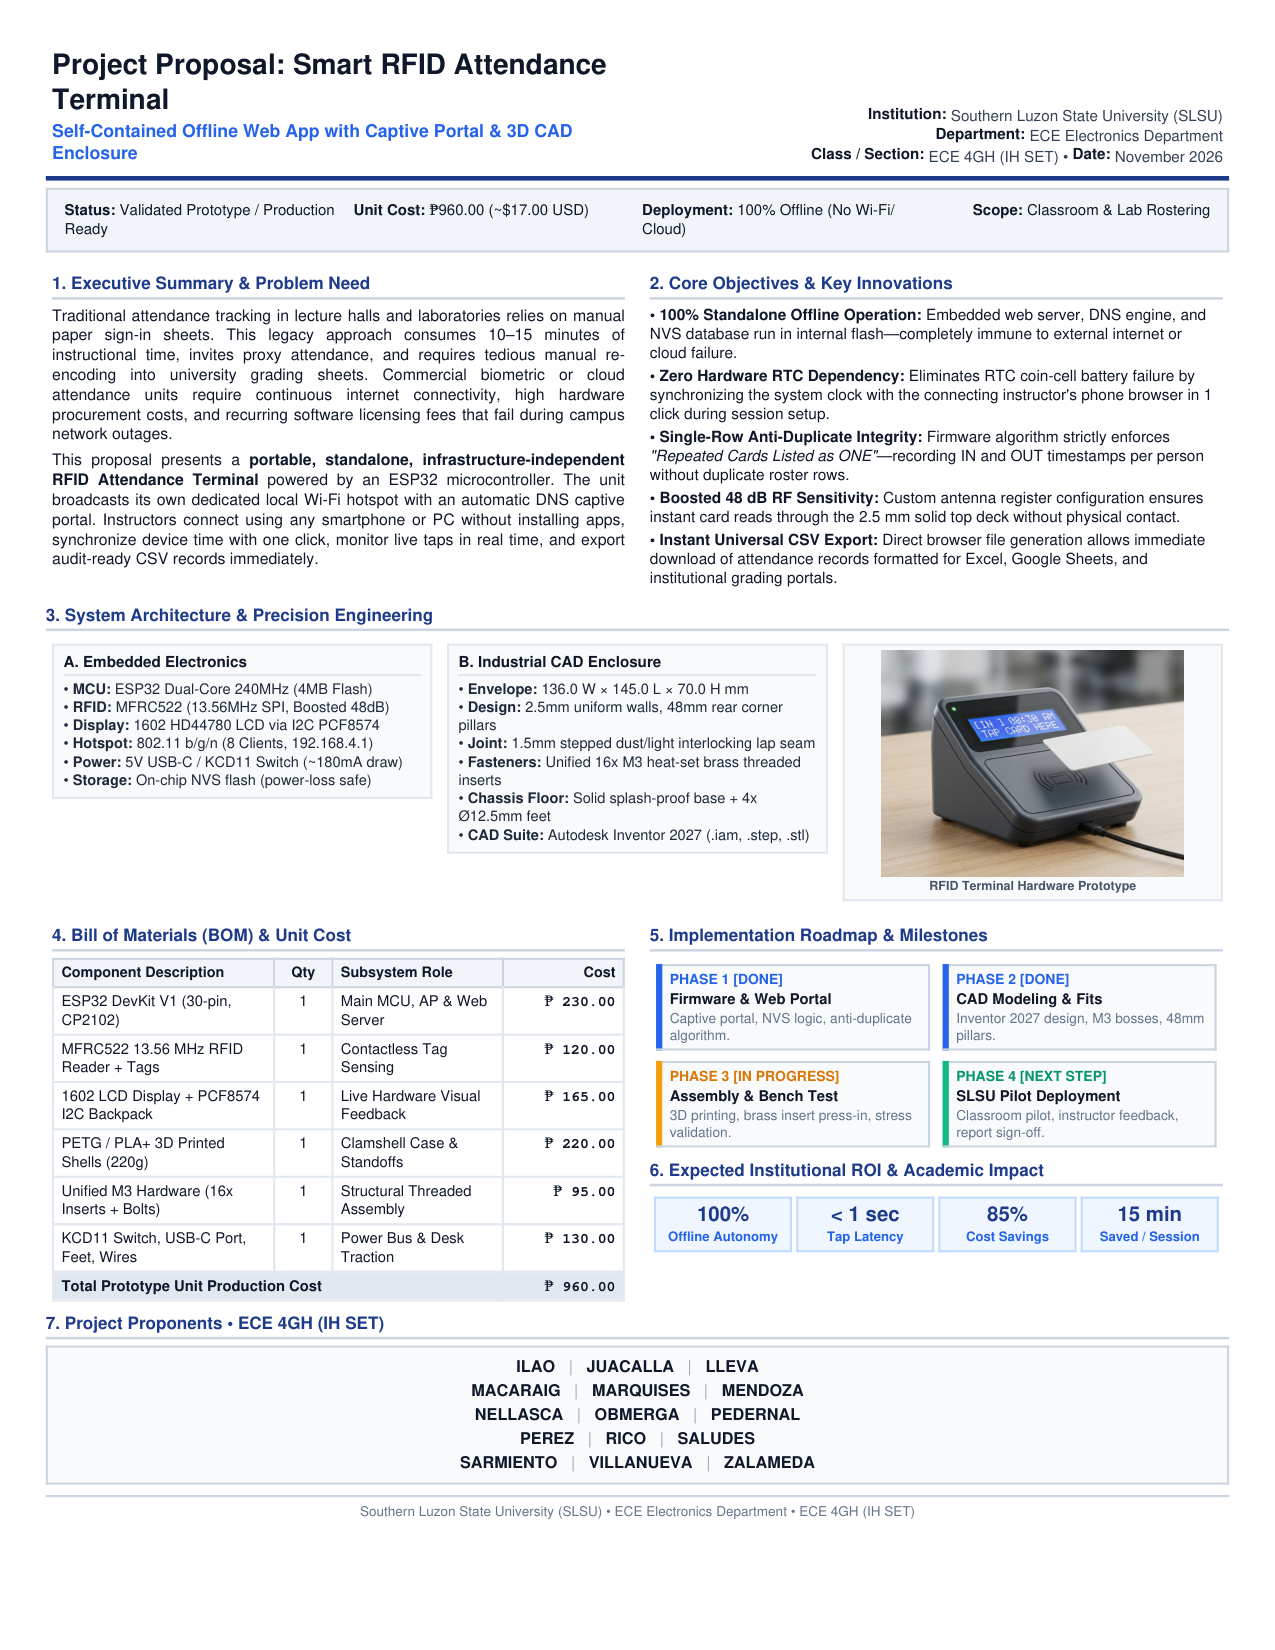 Project Proposal: Smart RFID Attendance
Terminal
Self-Contained Offline Web App with Captive Portal & 3D CAD
Enclosure
Institution: Southern Luzon State University (SLSU)
Department: ECE Electronics Department
Class / Section: ECE 4GH (IH SET) • Date: November 2026
Status: Validated Prototype / Production
Ready
Unit Cost: ₱960.00 (~$17.00 USD)
Deployment: 100% Offline (No Wi-Fi/
Cloud)
Scope: Classroom & Lab Rostering
1. Executive Summary & Problem Need
Traditional attendance tracking in lecture halls and laboratories relies on manual
paper sign-in sheets. This legacy approach consumes 10–15 minutes of
instructional time, invites proxy attendance, and requires tedious manual re-
encoding into university grading sheets. Commercial biometric or cloud
attendance units require continuous internet connectivity, high hardware
procurement costs, and recurring software licensing fees that fail during campus
network outages.
This proposal presents a portable, standalone, infrastructure-independent
RFID Attendance Terminal powered by an ESP32 microcontroller. The unit
broadcasts its own dedicated local Wi-Fi hotspot with an automatic DNS captive
portal. Instructors connect using any smartphone or PC without installing apps,
synchronize device time with one click, monitor live taps in real time, and export
audit-ready CSV records immediately.
2. Core Objectives & Key Innovations
• 100% Standalone Offline Operation: Embedded web server, DNS engine, and
NVS database run in internal flash—completely immune to external internet or
cloud failure.
• Zero Hardware RTC Dependency: Eliminates RTC coin-cell battery failure by
synchronizing the system clock with the connecting instructor's phone browser in 1
click during session setup.
• Single-Row Anti-Duplicate Integrity: Firmware algorithm strictly enforces
"Repeated Cards Listed as ONE"—recording IN and OUT timestamps per person
without duplicate roster rows.
• Boosted 48 dB RF Sensitivity: Custom antenna register configuration ensures
instant card reads through the 2.5 mm solid top deck without physical contact.
• Instant Universal CSV Export: Direct browser file generation allows immediate
download of attendance records formatted for Excel, Google Sheets, and
institutional grading portals.
3. System Architecture & Precision Engineering
A. Embedded Electronics
• MCU: ESP32 Dual-Core 240MHz (4MB Flash)
• RFID: MFRC522 (13.56MHz SPI, Boosted 48dB)
• Display: 1602 HD44780 LCD via I2C PCF8574
• Hotspot: 802.11 b/g/n (8 Clients, 192.168.4.1)
• Power: 5V USB-C / KCD11 Switch (~180mA draw)
• Storage: On-chip NVS flash (power-loss safe)
B. Industrial CAD Enclosure
• Envelope: 136.0 W × 145.0 L × 70.0 H mm
• Design: 2.5mm uniform walls, 48mm rear corner
pillars
• Joint: 1.5mm stepped dust/light interlocking lap seam
• Fasteners: Unified 16x M3 heat-set brass threaded
inserts
• Chassis Floor: Solid splash-proof base + 4x
Ø12.5mm feet
• CAD Suite: Autodesk Inventor 2027 (.iam, .step, .stl)
[IN ] 08:30 AM
TAP CARD HERE
RFID Terminal Hardware Prototype
4. Bill of Materials (BOM) & Unit Cost
Component Description Qty Subsystem Role Cost
ESP32 DevKit V1 (30-pin,
CP2102)
1
Main MCU, AP & Web
Server
₱ 230.00
MFRC522 13.56 MHz RFID
Reader + Tags
1
Contactless Tag
Sensing
₱ 120.00
1602 LCD Display + PCF8574
I2C Backpack
1
Live Hardware Visual
Feedback
₱ 165.00
PETG / PLA+ 3D Printed
Shells (220g)
1
Clamshell Case &
Standoffs
₱ 220.00
Unified M3 Hardware (16x
Inserts + Bolts)
1
Structural Threaded
Assembly
₱ 95.00
KCD11 Switch, USB-C Port,
Feet, Wires
1
Power Bus & Desk
Traction
₱ 130.00
Total Prototype Unit Production Cost ₱ 960.00
5. Implementation Roadmap & Milestones
PHASE 1 [DONE]
Firmware & Web Portal
Captive portal, NVS logic, anti-duplicate
algorithm.
PHASE 2 [DONE]
CAD Modeling & Fits
Inventor 2027 design, M3 bosses, 48mm
pillars.
PHASE 3 [IN PROGRESS]
Assembly & Bench Test
3D printing, brass insert press-in, stress
validation.
PHASE 4 [NEXT STEP]
SLSU Pilot Deployment
Classroom pilot, instructor feedback,
report sign-off.
6. Expected Institutional ROI & Academic Impact
100%
Offline Autonomy
< 1 sec
Tap Latency
85%
Cost Savings
15 min
Saved / Session
7. Project Proponents • ECE 4GH (IH SET)
ILAO | JUACALLA | LLEVA
MACARAIG | MARQUISES | MENDOZA
NELLASCA | OBMERGA | PEDERNAL
PEREZ | RICO | SALUDES
SARMIENTO | VILLANUEVA | ZALAMEDA
Southern Luzon State University (SLSU) • ECE Electronics Department • ECE 4GH (IH SET)